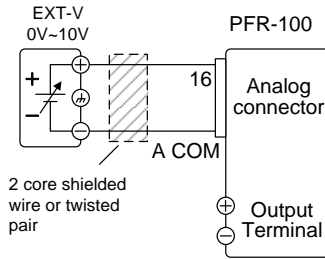 EXT-V
0V~10V
PFR-100
16
Analog
connector
A COM
2 core shielded
wire or twisted
pair
Output
Terminal